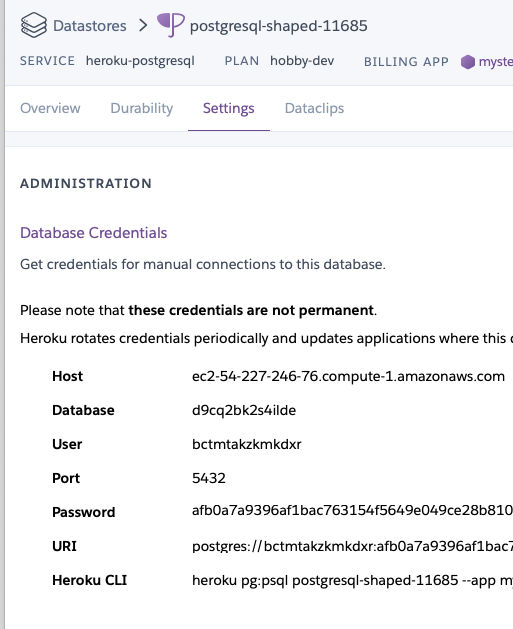 Datastores > postgresql-shaped-11685
SERVICE heroku-postgresql PLAN hobby-dev BILLING APP myste
Overview Durability Settings Dataclips
ADMINISTRATION
Database Credentials
Get credentials for manual connections to this database.
Please note that these credentials are not permanent.
Heroku rotates credentials periodically and updates applications where this
Host ec2-54-227-246-76.compute-1.amazonaws.com
Database d9cq2bk2s4ilde
User bctmtakzkmkdxr
Port 5432
Password afb0a7a9396af1bac763154f5649e049ce28b810
URI postgres://bctmtakzkmkdxr:afb0a7a9396af1bac7
Heroku CLI heroku pg:psql postgresql-shaped-11685 --app my